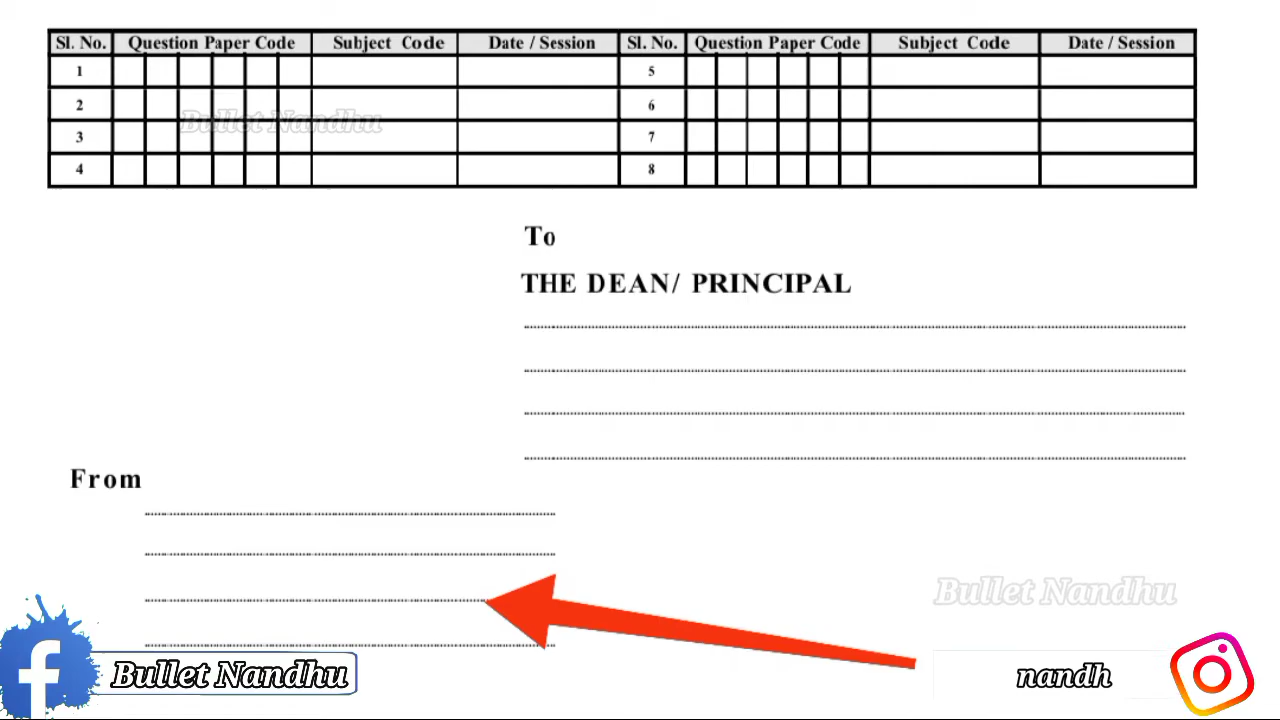 Sl. No. Question Paper Code Subject Code Date / Session Sl. No. Question Paper Code Subject Code Date / Session
1 5
2 6
Bullet Nandhu
3 7
4 8
To
THE DEAN/ PRINCIPAL
From
Bullet Nandhu
Bullet Nandhu
nandh